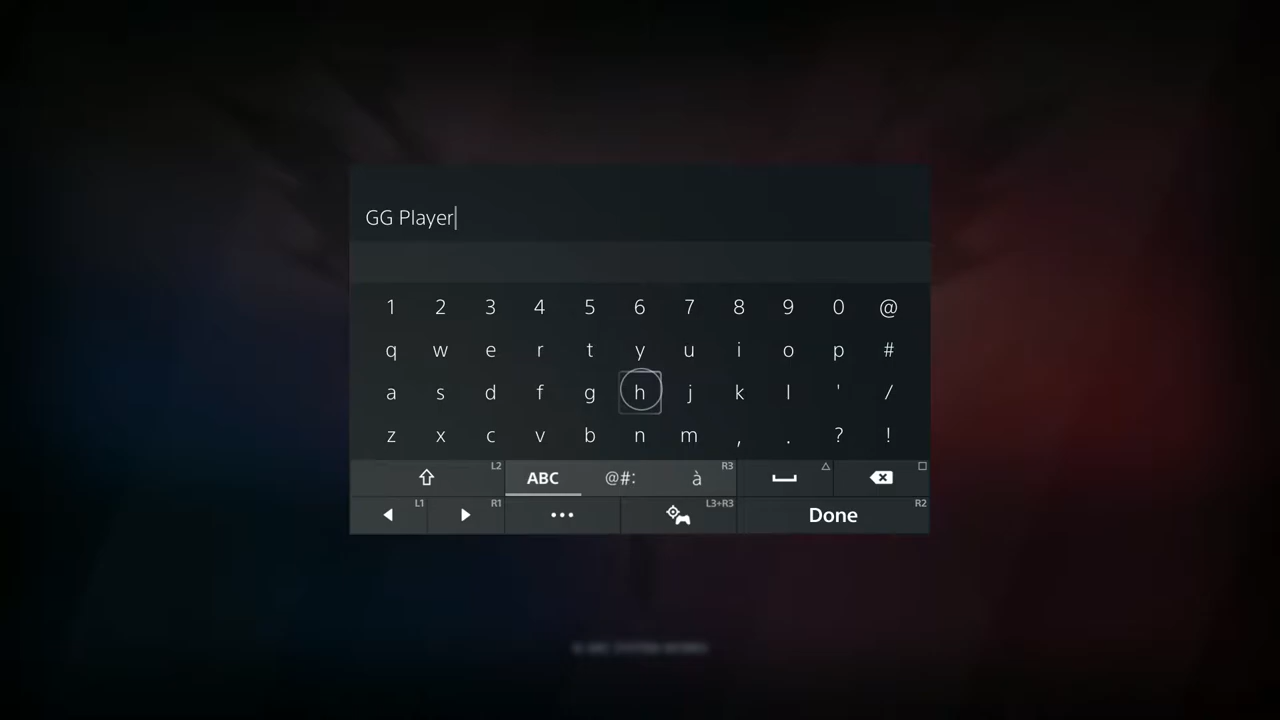 GG Player
1 2 3 4 5 6 7 8 9 0 @
q w e r t y u i o p #
a s d f g h j k l ' /
z x c v b n m , . ? !
L2 ABC @#: à R3
L1 R1 ... L3+R3 Done R2